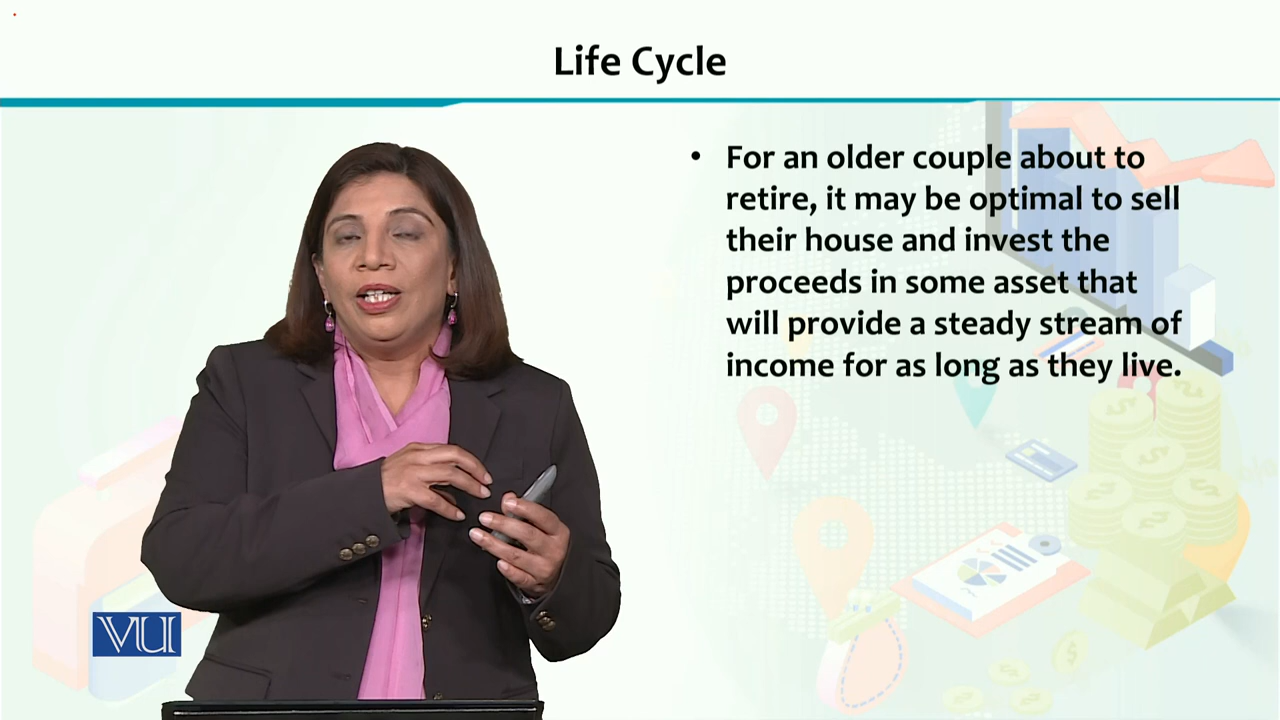 Life Cycle
• For an older couple about to
retire, it may be optimal to sell
their house and invest the
proceeds in some asset that
will provide a steady stream of
income for as long as they live.
VU